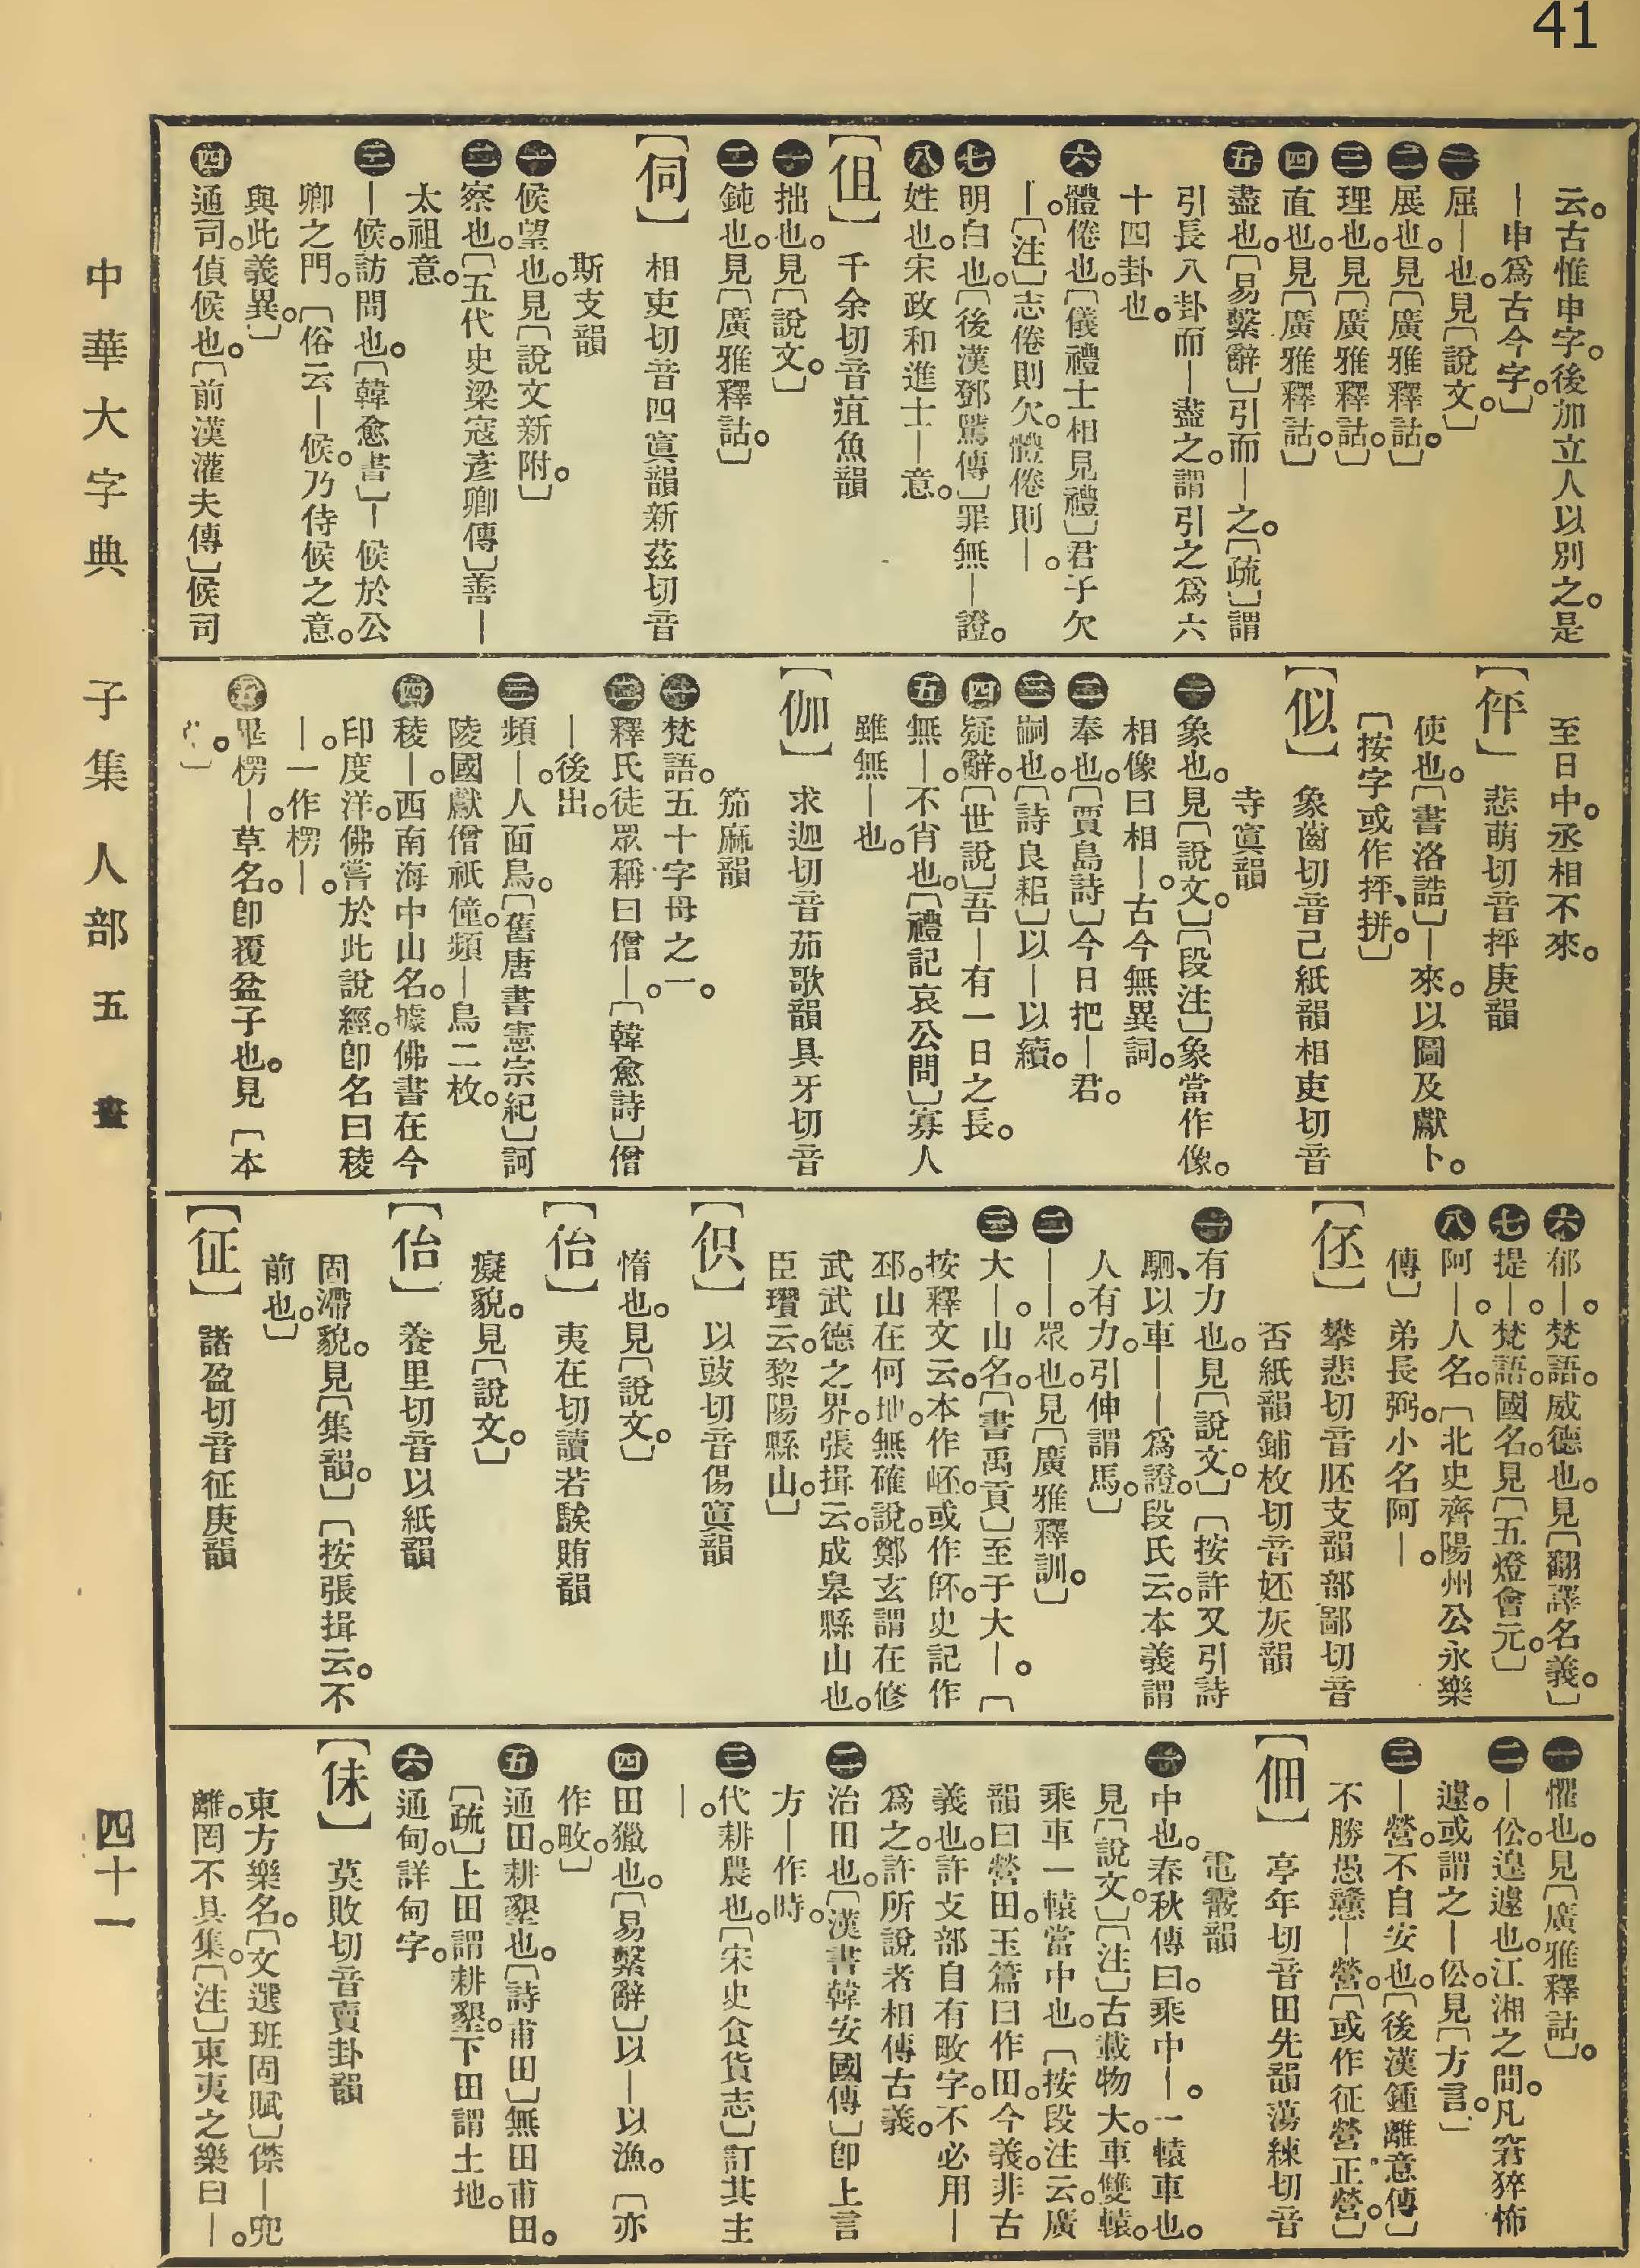 41
云。古惟申字。後加立人以別之。是
｜申爲古今字。〕
一屈｜也。見〔說文。〕
二展也。見〔廣雅釋詁。〕
三理也。見〔廣雅釋詁。〕
四直也。見〔廣雅釋詁。〕
五盡也。〔易繫辭〕引而｜之。〔疏〕謂
引長八卦而｜盡之。謂引之爲六
十四卦也。
六體倦也。〔儀禮士相見禮〕君子欠
｜。〔注〕志倦則欠。體倦則｜。
七明白也。〔後漢鄧騭傳〕罪無｜證。
八姓也。宋政和進士｜意。
〔伹〕千余切音疽魚韻
一拙也。見〔說文。〕
二鈍也。見〔廣雅釋詁。〕
〔伺〕相吏切音四寘韻新茲切音
斯支韻
一候望也。見〔說文新附。〕
二察也。〔五代史梁寇彥卿傳〕善｜
太祖意。
三｜候。訪問也。〔韓愈書〕｜候於公
卿之門。〔俗云｜候。乃侍候之意。
與此義異。〕
四通司。偵候也。〔前漢灌夫傳〕候司
至日中。丞相不來。
〔伻〕悲萌切音抨庚韻
使也。〔書洛誥〕｜來。以圖及獻卜。
〔按字或作抨、拼。〕
〔似〕象齒切音己紙韻相吏切音
寺寘韻
一象也。見〔說文。〕〔段注〕象當作像。
相像曰相｜。古今無異詞。
二奉也。〔賈島詩〕今日把｜君。
三嗣也。〔詩良耜〕以｜以續。
四疑辭。〔世說〕吾｜有一日之長。
五無｜。不肖也。〔禮記哀公問〕寡人
雖無｜也。
〔伽〕求迦切音茄歌韻具牙切音
笳麻韻
一梵語。五十字母之一。
二釋氏徒眾稱曰僧｜。〔韓愈詩〕僧
｜後出。
三頻｜。人面鳥。〔舊唐書憲宗紀〕訶
陵國獻僧祇僮。頻｜鳥二枚。
四稜｜。西南海中山名。據佛書在今
印度洋。佛嘗於此說經。卽名曰稜
｜。一作楞｜。
五畢楞｜。草名。卽覆盆子也。見〔本
六郁｜。梵語。威德也。見〔翻譯名義。〕
七提｜。梵語。國名。見〔五燈會元。〕
八阿｜。人名。〔北史齊陽州公永樂
傳〕弟長弼。小名阿｜。
〔伾〕攀悲切音胚支韻部鄙切音
否紙韻鋪枚切音妚灰韻
一有力也。見〔說文。〕〔按許又引詩
駉、以車｜｜爲證。段氏云。本義謂
人有力。引伸謂馬。〕
二｜｜。眾也。見〔廣雅釋訓。〕
三大｜。山名。〔書禹貢〕至于大｜。〔
按釋文云。本作岯。或作𨸹。史記作
邳。山在何地。無確說。鄭玄謂在修
武武德之界。張揖云。成皋縣山也。
臣瓚云。黎陽縣山。〕
〔伿〕以豉切音傷寘韻
惰也。見〔說文。〕
〔佁〕夷在切讀若騃賄韻
癡貌。見〔說文。〕
〔佁〕養里切音以紙韻
固滯貌。見〔集韻。〕〔按張揖云。不
前也。〕
〔佂〕諸盈切音征庚韻
一懼也。見〔廣雅釋詁〕。
二｜伀。遑遽也。江湘之閒。凡窘猝怖
遽。或謂之｜伀。見〔方言。〕
三｜營。不自安也。〔後漢鍾離意傳〕
不勝愚戇｜營。〔或作征營。正營。〕
〔佃〕亭年切音田先韻蕩練切音
電霰韻
一中也。春秋傳曰。乘中｜。一轅車也。
見〔說文。〕〔注〕古載物大。車雙轅。
乘車一轅當中也。〔按段注云。廣
韻曰營田。玉篇曰作田。今義。非古
義也。許支部自有畋字。不必用｜
爲之。許所說者。相傳古義。
二治田也。〔漢書韓安國傳〕卽上言
方｜作時。
三代耕農也。〔宋史食貨志〕訂其主
｜。
四田獵也。〔易繫辭〕以｜以漁。〔亦
作畋〕
五通田。耕墾也。〔詩甫田〕無田甫田。
〔疏〕上田謂耕墾。下田謂土地。
六通甸。詳甸字。
〔佅〕莫敗切音賣卦韻
東方樂名。〔文選班固賦〕傑｜兜
離。罔不具集。〔注〕東夷之樂曰｜。
中華大字典 子集 人部 五畫 四十一